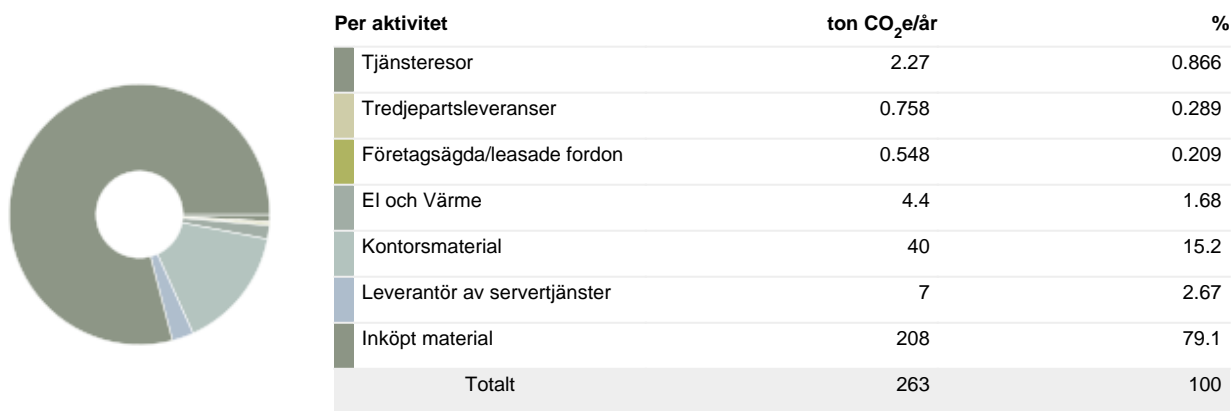 Per aktivitet ton CO₂e/år %
Tjänsteresor 2.27 0.866
Tredjepartsleveranser 0.758 0.289
Företagsägda/leasade fordon 0.548 0.209
El och Värme 4.4 1.68
Kontorsmaterial 40 15.2
Leverantör av servertjänster 7 2.67
Inköpt material 208 79.1
Totalt 263 100